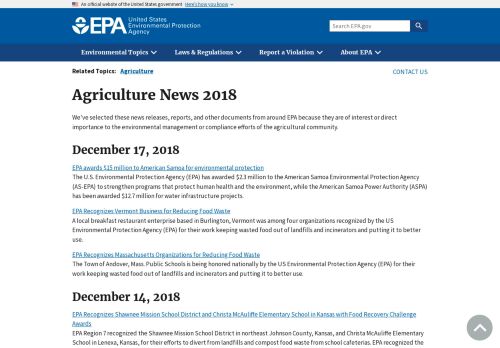 An official website of the United States government Here's how you know
EPA United States
Environmental Protection
Agency
Search EPA.gov
Environmental Topics Laws & Regulations Report a Violation About EPA
Related Topics: Agriculture CONTACT US
Agriculture News 2018
We've selected these news releases, reports, and other documents from around EPA because they are of interest or direct
importance to the environmental management or compliance efforts of the agricultural community.
December 17, 2018
EPA awards $15 million to American Samoa for environmental protection
The U.S. Environmental Protection Agency (EPA) has awarded $2.3 million to the American Samoa Environmental Protection Agency
(AS-EPA) to strengthen programs that protect human health and the environment, while the American Samoa Power Authority (ASPA)
has been awarded $12.7 million for water infrastructure projects.
EPA Recognizes Vermont Business for Reducing Food Waste
A local breakfast restaurant enterprise based in Burlington, Vermont was among four organizations recognized by the US
Environmental Protection Agency (EPA) for their work keeping wasted food out of landfills and incinerators and putting it to better
use.
EPA Recognizes Massachusetts Organizations for Reducing Food Waste
The Town of Andover, Mass. Public Schools is being honored nationally by the US Environmental Protection Agency (EPA) for their
work keeping wasted food out of landfills and incinerators and putting it to better use.
December 14, 2018
EPA Recognizes Shawnee Mission School District and Christa McAuliffe Elementary School in Kansas with Food Recovery Challenge
Awards
EPA Region 7 recognized the Shawnee Mission School District in northeast Johnson County, Kansas, and Christa McAuliffe Elementary
School in Lenexa, Kansas, for their efforts to divert from landfills and compost food waste from school cafeterias. EPA recognized the